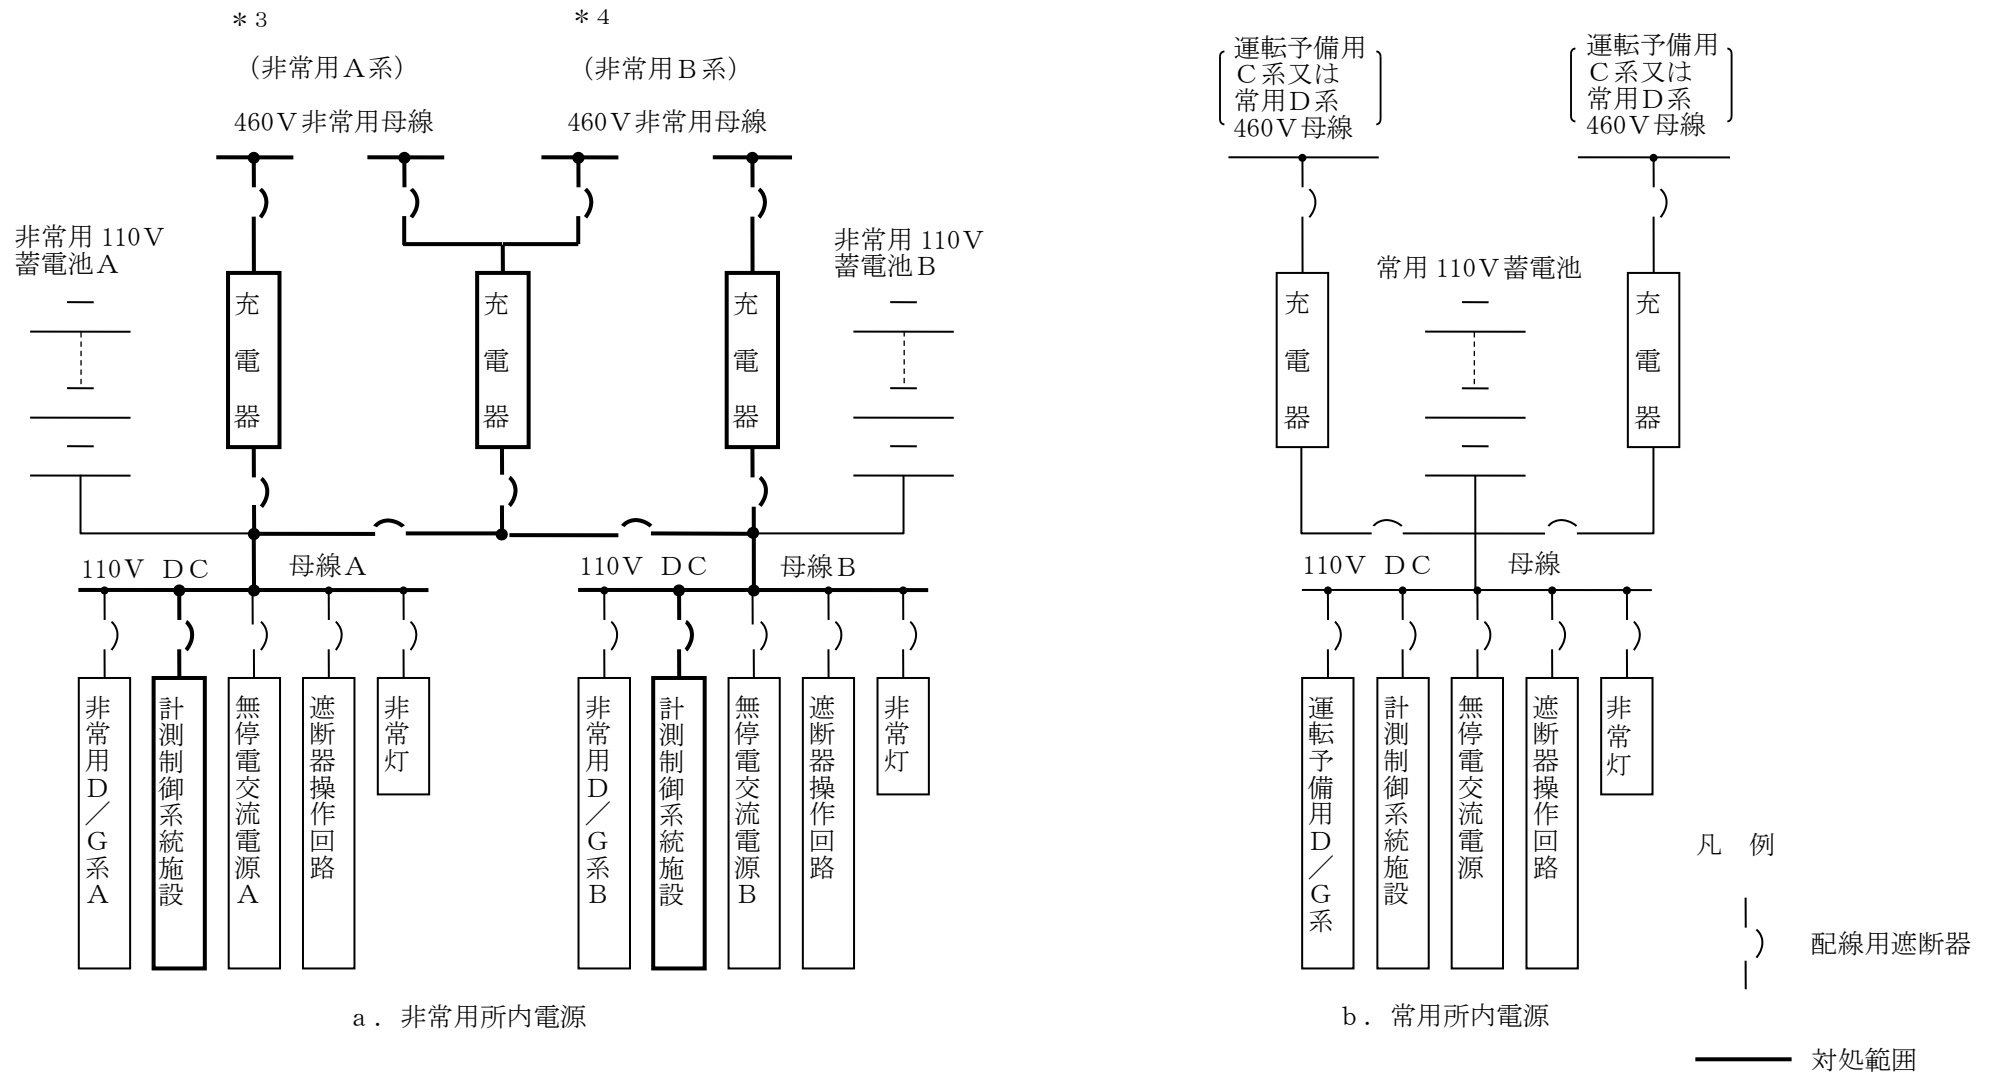 ＊3
＊4
（非常用Ａ系）
（非常用Ｂ系）
460Ｖ非常用母線
460Ｖ非常用母線
運転予備用
Ｃ系又は
常用Ｄ系
460Ｖ母線
運転予備用
Ｃ系又は
常用Ｄ系
460Ｖ母線
非常用 110Ｖ
蓄電池Ａ
非常用 110Ｖ
蓄電池Ｂ
常用 110Ｖ蓄電池
充電器
充電器
充電器
充電器
充電器
110Ｖ ＤＣ 母線Ａ
110Ｖ ＤＣ 母線Ｂ
110Ｖ ＤＣ 母線
非常用Ｄ／Ｇ系Ａ
計測制御系統施設
無停電交流電源Ａ
遮断器操作回路
非常灯
非常用Ｄ／Ｇ系Ｂ
計測制御系統施設
無停電交流電源Ｂ
遮断器操作回路
非常灯
運転予備用Ｄ／Ｇ系
計測制御系統施設
無停電交流電源
遮断器操作回路
非常灯
ａ．非常用所内電源
ｂ．常用所内電源
凡 例
配線用遮断器
対処範囲